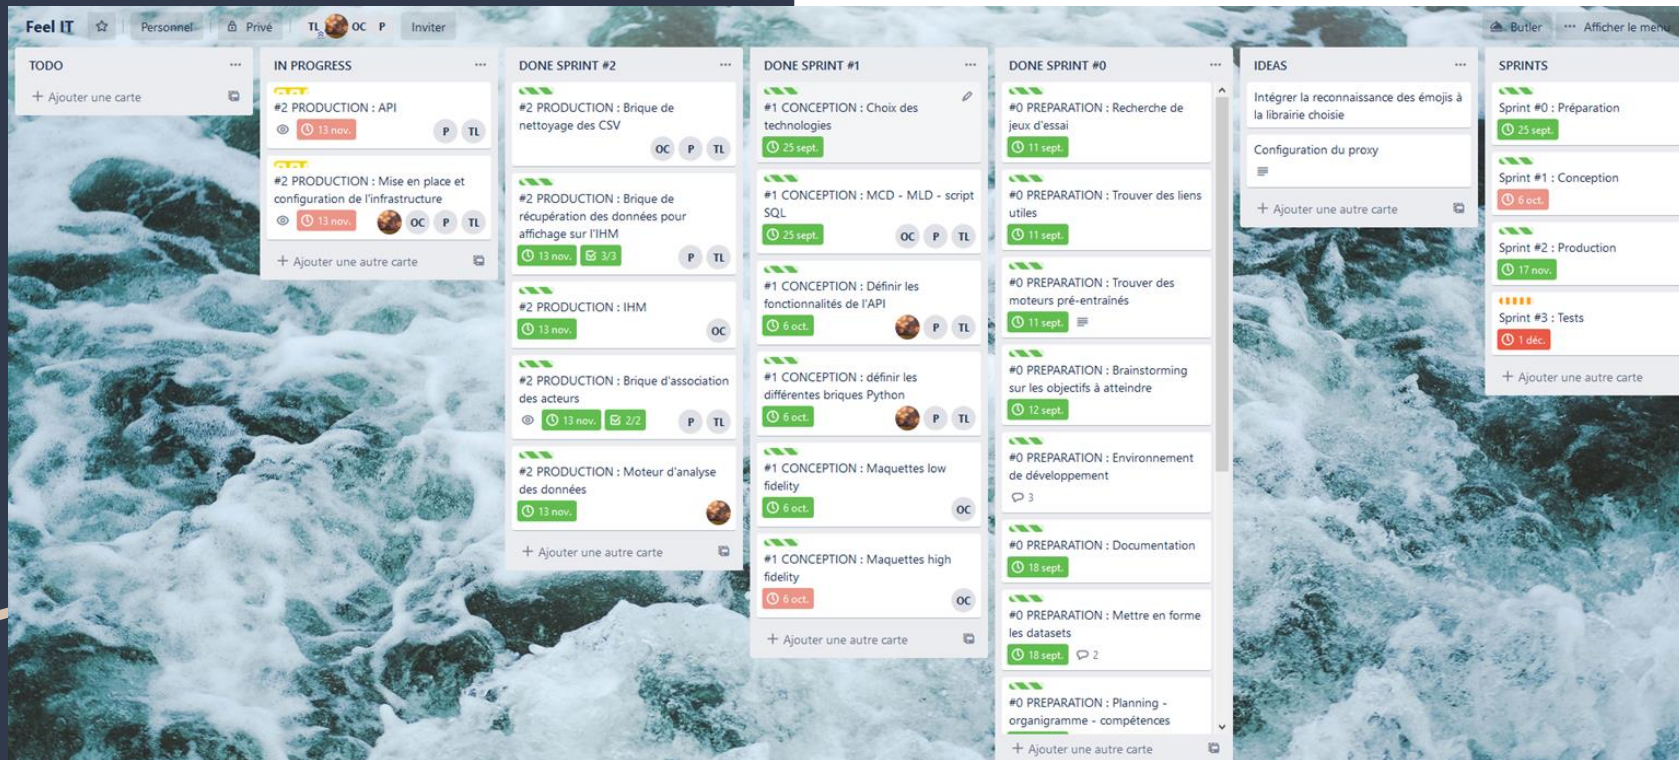 Feel IT
Personnel
Privé
TL
OC
P
Inviter
Butler
Afficher le menu
TODO
+ Ajouter une carte
IN PROGRESS
#2 PRODUCTION : API
13 nov.
P
TL
#2 PRODUCTION : Mise en place et
configuration de l'infrastructure
13 nov.
OC
P
TL
+ Ajouter une autre carte
DONE SPRINT #2
#2 PRODUCTION : Brique de
nettoyage des CSV
OC
P
TL
#2 PRODUCTION : Brique de
récupération des données pour
affichage sur l'IHM
13 nov.
3/3
P
TL
#2 PRODUCTION : IHM
13 nov.
OC
#2 PRODUCTION : Brique d'association
des acteurs
13 nov.
2/2
P
TL
#2 PRODUCTION : Moteur d'analyse
des données
13 nov.
+ Ajouter une autre carte
DONE SPRINT #1
#1 CONCEPTION : Choix des
technologies
25 sept.
#1 CONCEPTION : MCD - MLD - script
SQL
25 sept.
OC
P
TL
#1 CONCEPTION : Définir les
fonctionnalités de l'API
6 oct.
P
TL
#1 CONCEPTION : définir les
différentes briques Python
6 oct.
P
TL
#1 CONCEPTION : Maquettes low
fidelity
6 oct.
OC
#1 CONCEPTION : Maquettes high
fidelity
6 oct.
OC
+ Ajouter une autre carte
DONE SPRINT #0
#0 PREPARATION : Recherche de
jeux d'essai
11 sept.
#0 PREPARATION : Trouver des liens
utiles
11 sept.
#0 PREPARATION : Trouver des
moteurs pré-entraînés
11 sept.
#0 PREPARATION : Brainstorming
sur les objectifs à atteindre
12 sept.
#0 PREPARATION : Environnement
de développement
3
#0 PREPARATION : Documentation
18 sept.
#0 PREPARATION : Mettre en forme
les datasets
18 sept.
2
#0 PREPARATION : Planning -
organigramme - compétences
+ Ajouter une autre carte
IDEAS
Intégrer la reconnaissance des émojis à
la librairie choisie
Configuration du proxy
+ Ajouter une autre carte
SPRINTS
Sprint #0 : Préparation
25 sept.
Sprint #1 : Conception
6 oct.
Sprint #2 : Production
17 nov.
Sprint #3 : Tests
1 déc.
+ Ajouter une autre carte